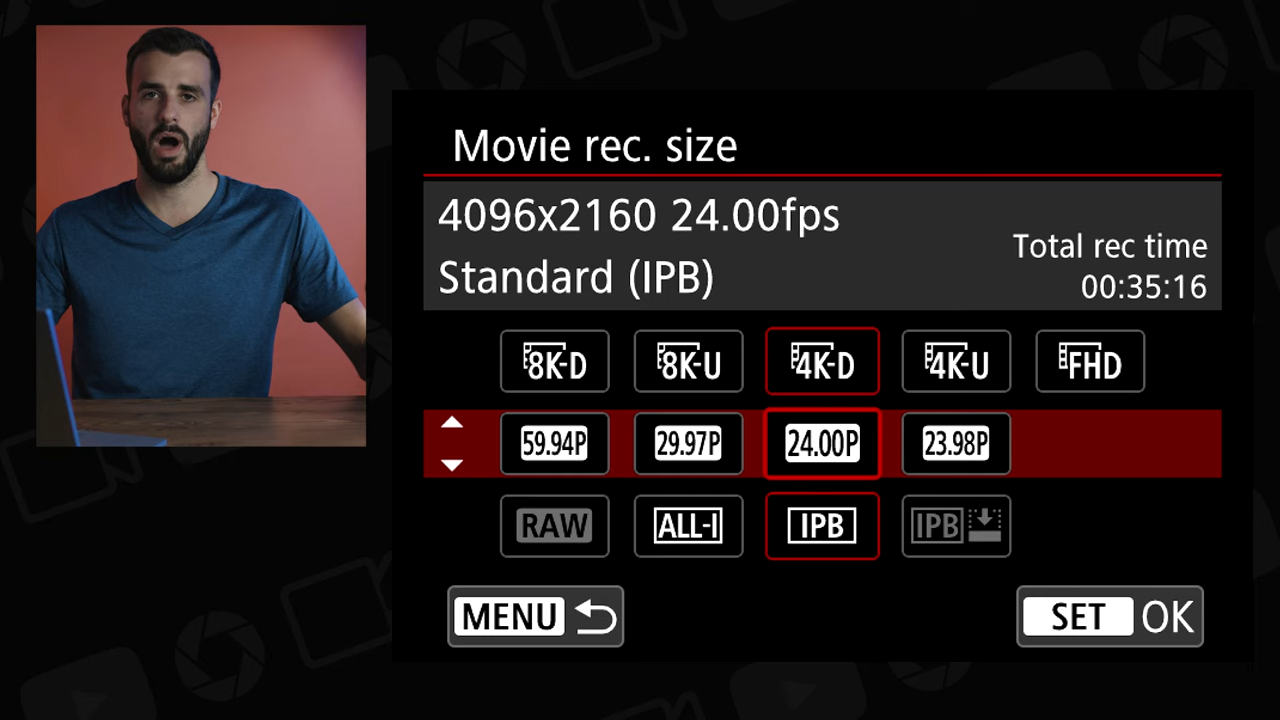 Movie rec. size
4096x2160 24.00fps
Standard (IPB)
Total rec time
00:35:16
8K-D 8K-U 4K-D 4K-U FHD
59.94P 29.97P 24.00P 23.98P
RAW ALL-I IPB IPB
MENU SET OK